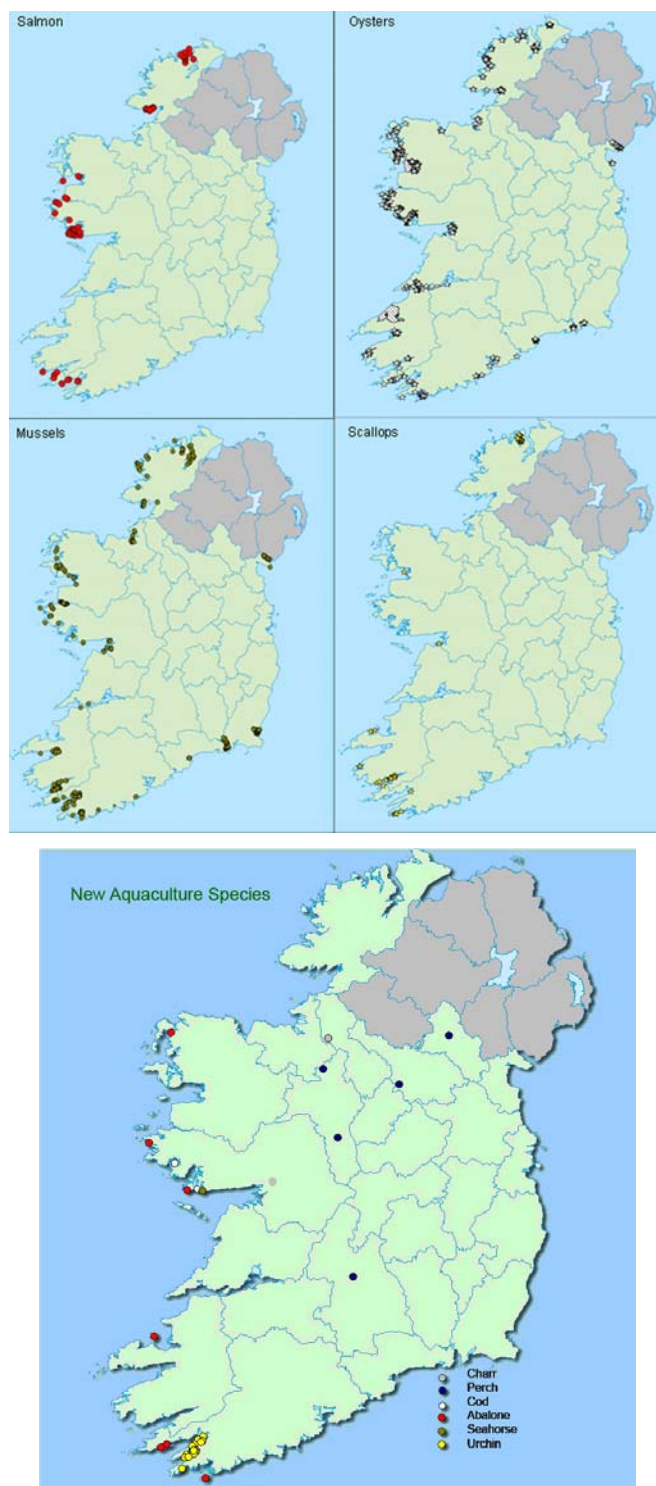 Salmon
Oysters
Mussels
Scallops
New Aquaculture Species
Charr
Perch
Cod
Abalone
Seahorse
Urchin